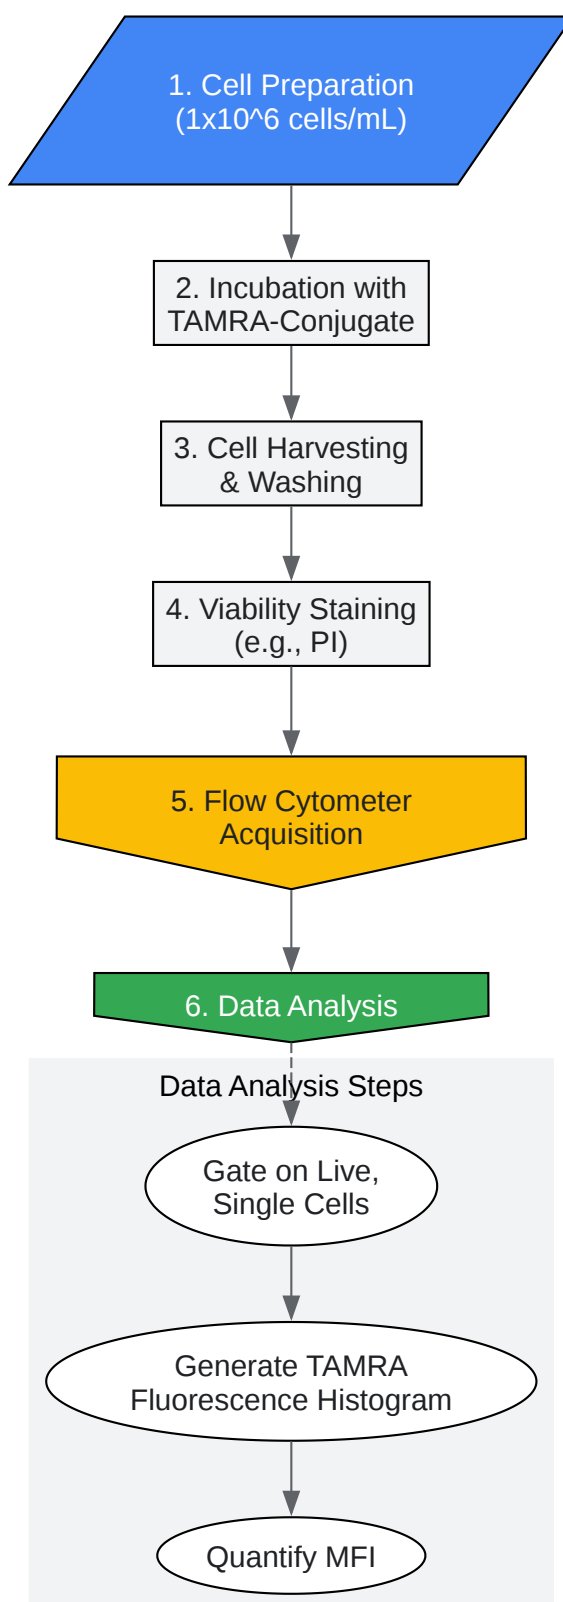 1. Cell Preparation
(1x10^6 cells/mL)
2. Incubation with
TAMRA-Conjugate
3. Cell Harvesting
& Washing
4. Viability Staining
(e.g., PI)
5. Flow Cytometer
Acquisition
6. Data Analysis
Data Analysis Steps
Gate on Live,
Single Cells
Generate TAMRA
Fluorescence Histogram
Quantify MFI